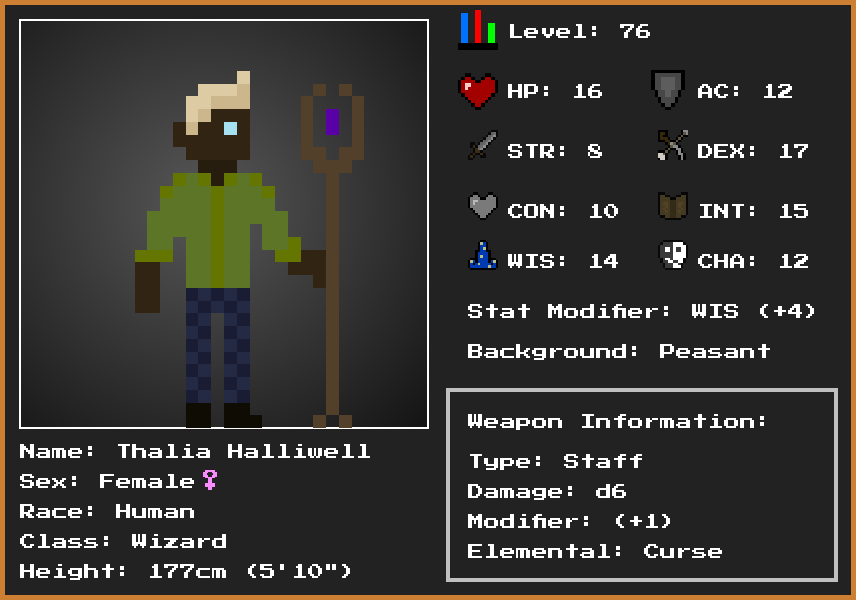 Level: 76
HP: 16
AC: 12
STR: 8
DEX: 17
CON: 10
INT: 15
WIS: 14
CHA: 12
Stat Modifier: WIS (+4)
Background: Peasant
Weapon Information:
Type: Staff
Damage: d6
Modifier: (+1)
Elemental: Curse
Name: Thalia Halliwell
Sex: Female♀
Race: Human
Class: Wizard
Height: 177cm (5'10")